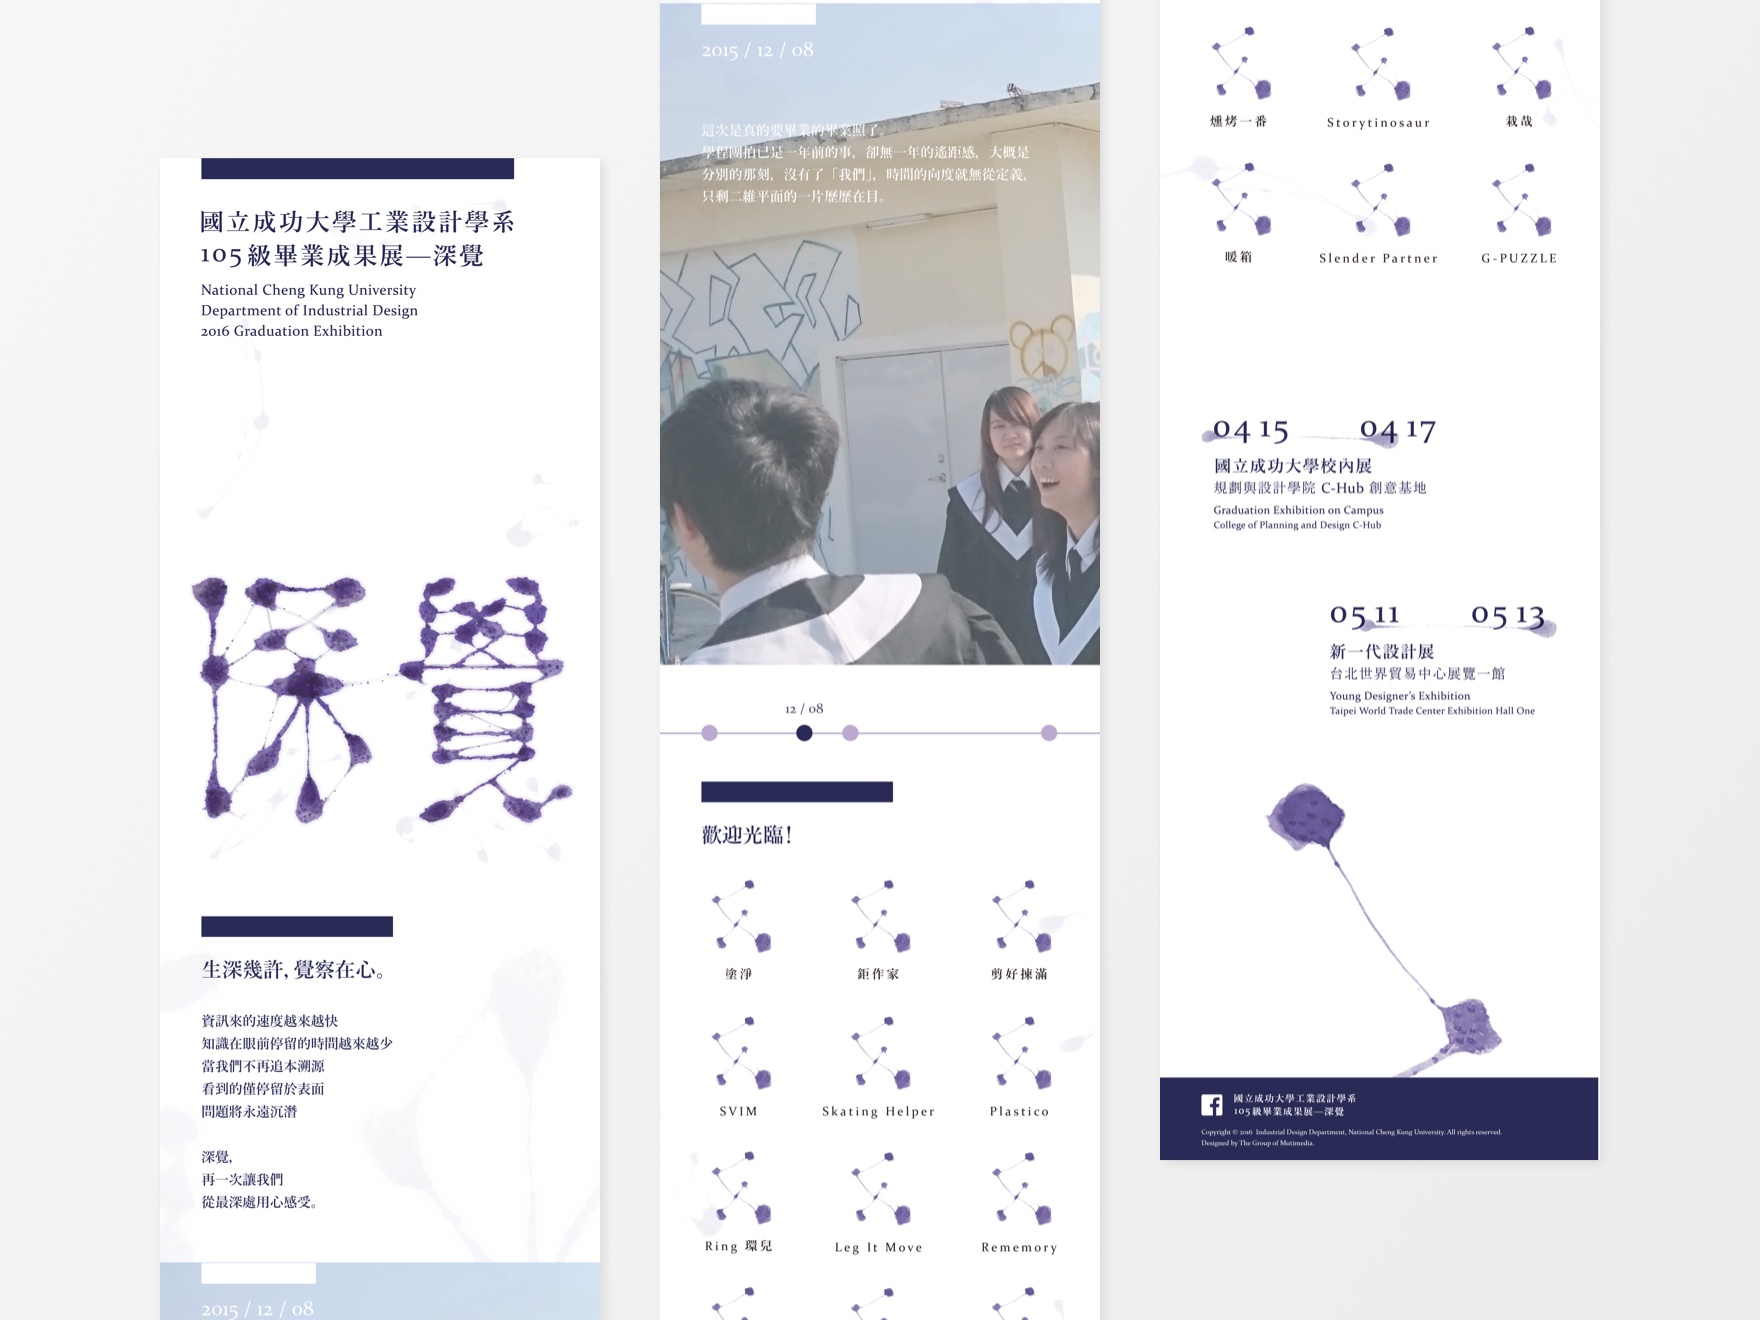 國立成功大學工業設計學系
105級畢業成果展—深覺
National Cheng Kung University
Department of Industrial Design
2016 Graduation Exhibition
深覺
生深幾許, 覺察在心。
資訊來的速度越來越快
知識在眼前停留的時間越來越少
當我們不再追本溯源
看到的僅停留於表面
問題將永遠沉潛
深覺,
再一次讓我們
從最深處用心感受。
2015 / 12 / 08
2015 / 12 / 08
這次是真的要畢業的畢業照了。
學程團拍已是一年前的事，卻無一年的遙距感，大概是
分別的那刻，沒有了「我們」，時間的向度就無從定義，
只剩二維平面的一片歷歷在目。
12 / 08
歡迎光臨！
塗淨
鉅作家
剪好揀滿
SVIM
Skating Helper
Plastico
Ring 環兒
Leg It Move
Rememory
燻烤一番
Storytinosaur
栽哉
暖箱
Slender Partner
G-PUZZLE
04 15 04 17
國立成功大學校內展
規劃與設計學院 C-Hub 創意基地
Graduation Exhibition on Campus
College of Planning and Design C-Hub
05 11 05 13
新一代設計展
台北世界貿易中心展覽一館
Young Designer's Exhibition
Taipei World Trade Center Exhibition Hall One
國立成功大學工業設計學系
105級畢業成果展—深覺
Copyright © 2016 Industrial Design Department, National Cheng Kung University. All rights reserved.
Designed by The Group of Mutimedia.